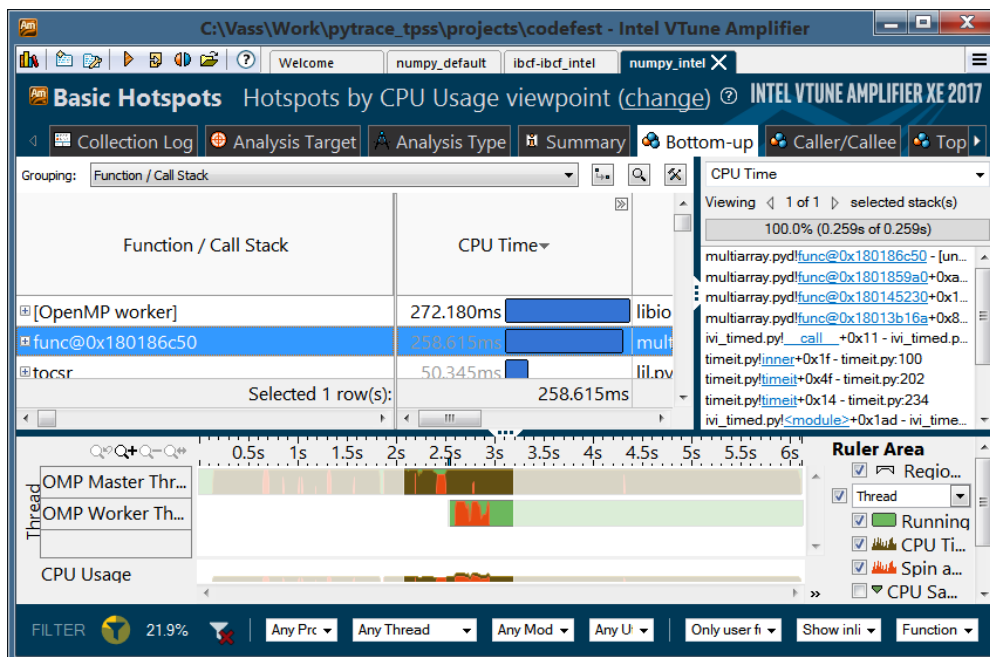 C:\Vass\Work\pytrace_tpss\projects\codefest - Intel VTune Amplifier
Welcome numpy_default ibcf-ibcf_intel numpy_intel
Basic Hotspots Hotspots by CPU Usage viewpoint (change) INTEL VTUNE AMPLIFIER XE 2017
Collection Log Analysis Target Analysis Type Summary Bottom-up Caller/Callee Top
Grouping: Function / Call Stack
CPU Time
Viewing 1 of 1 selected stack(s)
100.0% (0.259s of 0.259s)
Function / Call Stack CPU Time
multiarray.pyd!func@0x180186c50 - [un...
multiarray.pyd!func@0x1801859a0+0xa...
multiarray.pyd!func@0x180145230+0x1...
multiarray.pyd!func@0x18013b16a+0x8...
ivi_timed.py!__call__+0x11 - ivi_timed.p...
timeit.py!inner+0x1f - timeit.py:100
timeit.py!timeit+0x4f - timeit.py:202
timeit.py!timeit+0x14 - timeit.py:234
ivi_timed.py!<module>+0x1ad - ivi_time...
[OpenMP worker] 272.180ms libio
func@0x180186c50 258.615ms mult
tocsr 50.345ms lil.py
Selected 1 row(s): 258.615ms
0.5s 1s 1.5s 2s 2.5s 3s 3.5s 4s 4.5s 5s 5.5s 6s
Thread
OMP Master Thr...
OMP Worker Th...
CPU Usage
Ruler Area
Regio...
Thread
Running
CPU Ti...
Spin a...
CPU Sa...
FILTER 21.9% Any Prc Any Thread Any Mod Any U Only user fi Show inli Function